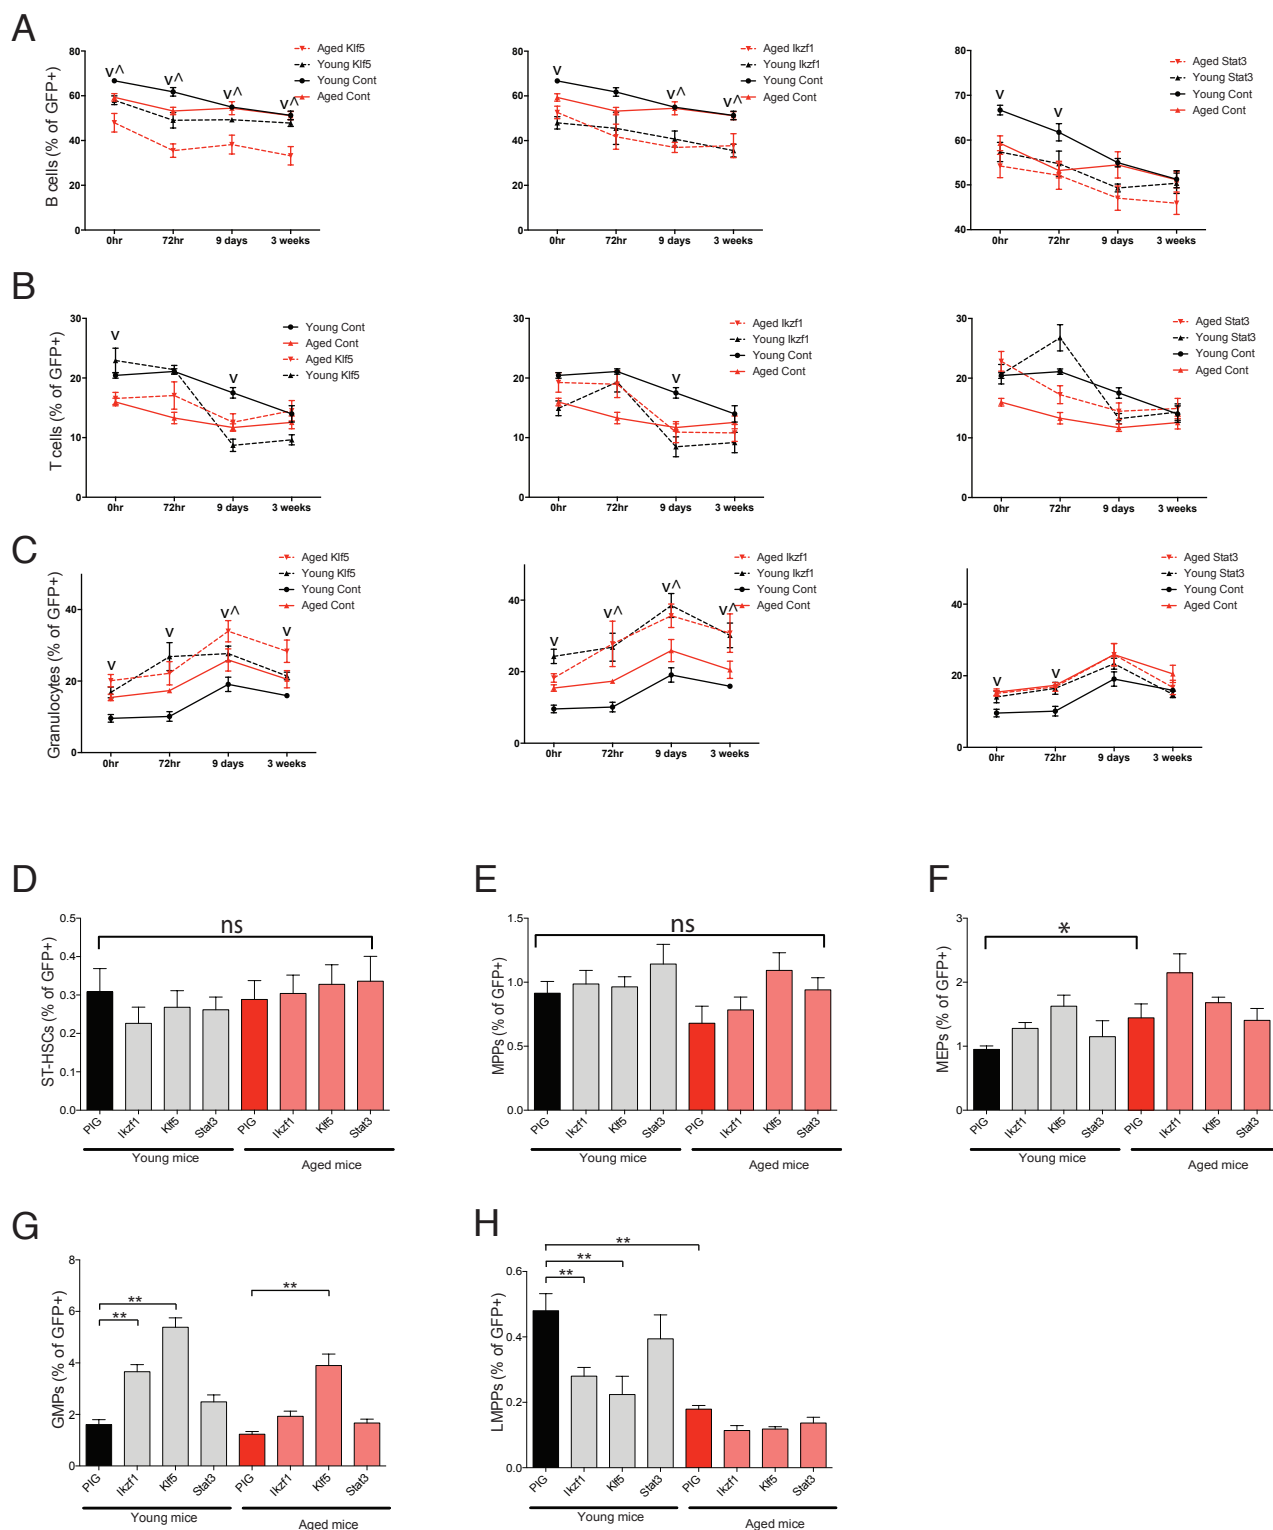 A
B cells (% of GFP+)
80
60
40
20
0
0hr 72hr 9 days 3 weeks
v^ v^ v^ v^
Aged Klf5
Young Klf5
Young Cont
Aged Cont
80
60
40
20
0
0hr 72hr 9 days 3 weeks
v v^ v^
Aged Ikzf1
Young Ikzf1
Young Cont
Aged Cont
80
70
60
50
40
0hr 72hr 9 days 3 weeks
v v
Aged Stat3
Young Stat3
Young Cont
Aged Cont
B
T cells (% of GFP+)
30
20
10
0
0hr 72hr 9 days 3 weeks
v v
Young Cont
Aged Cont
Aged Klf5
Young Klf5
30
20
10
0
0hr 72hr 9 days 3 weeks
v
Aged Ikzf1
Young Ikzf1
Young Cont
Aged Cont
30
20
10
0
0hr 72hr 9 days 3 weeks
Aged Stat3
Young Stat3
Young Cont
Aged Cont
C
Granulocytes (% of GFP+)
40
20
0
0hr 72hr 9 days 3 weeks
v v v^ v
Aged Klf5
Young Klf5
Young Cont
Aged Cont
40
20
0
0hr 72hr 9 days 3 weeks
v v^ v^ v^
Aged Ikzf1
Young Ikzf1
Young Cont
Aged Cont
40
20
0
0hr 72hr 9 days 3 weeks
v v
Aged Stat3
Young Stat3
Young Cont
Aged Cont
D
ST-HSCs (% of GFP+)
0.5
0.4
0.3
0.2
0.1
0.0
ns
PIG Ikzf1 Klf5 Stat3 PIG Ikzf1 Klf5 Stat3
Young mice Aged mice
E
MPPs (% of GFP+)
1.5
1.0
0.5
0.0
ns
PIG Ikzf1 Klf5 Stat3 PIG Ikzf1 Klf5 Stat3
Young mice Aged mice
F
MEPs (% of GFP+)
3
2
1
0
*
PIG Ikzf1 Klf5 Stat3 PIG Ikzf1 Klf5 Stat3
Young mice Aged mice
G
GMPs (% of GFP+)
8
6
4
2
0
**
**
**
PIG Ikzf1 Klf5 Stat3 PIG Ikzf1 Klf5 Stat3
Young mice Aged mice
H
LMPPs (% of GFP+)
0.6
0.4
0.2
0.0
**
**
**
PIG Ikzf1 Klf5 Stat3 PIG Ikzf1 Klf5 Stat3
Young mice Aged mice